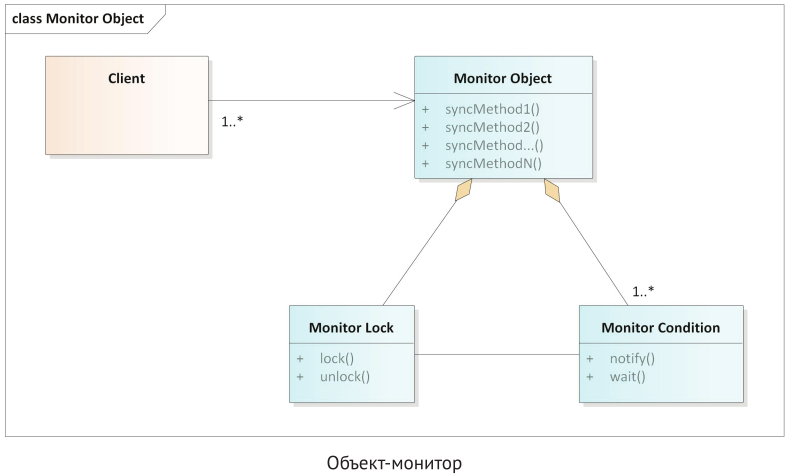 class Monitor Object
Client
Monitor Object
+ syncMethod1()
+ syncMethod2()
+ syncMethod...()
+ syncMethodN()
1..*
1..*
Monitor Lock
+ lock()
+ unlock()
Monitor Condition
+ notify()
+ wait()
Объект-монитор